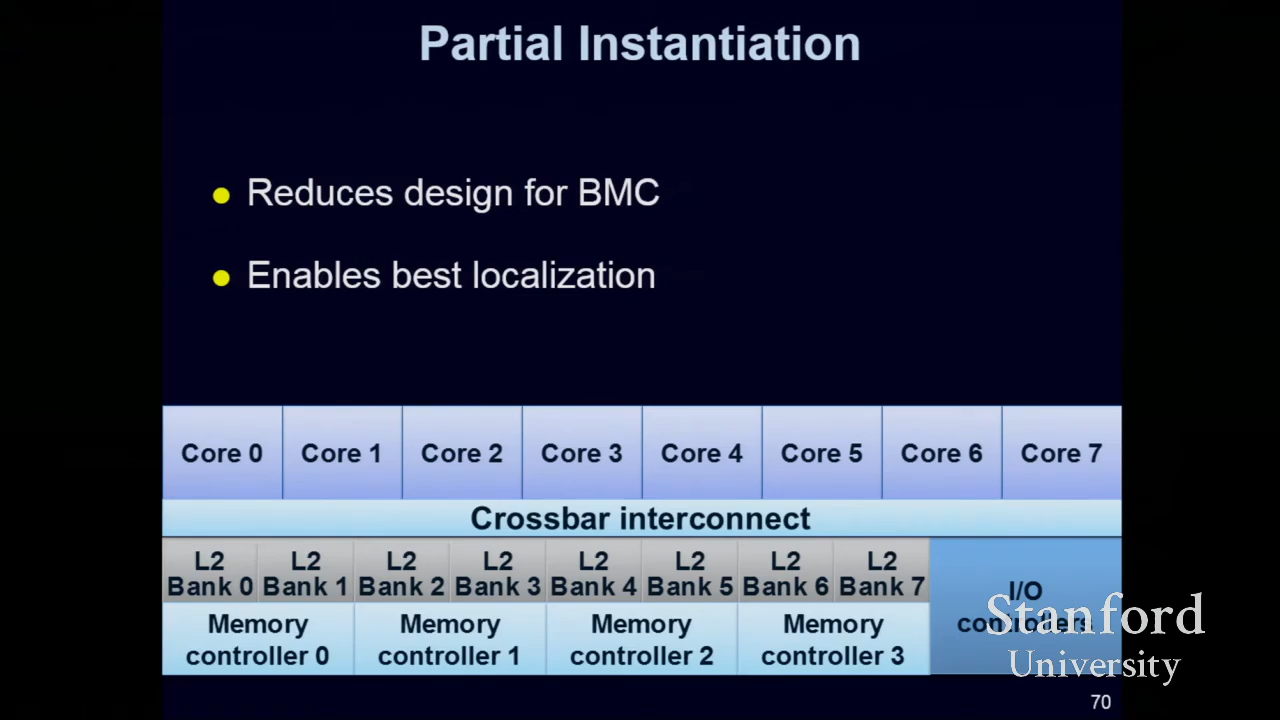 Partial Instantiation
Reduces design for BMC
Enables best localization
Core 0 Core 1 Core 2 Core 3 Core 4 Core 5 Core 6 Core 7
Crossbar interconnect
L2 Bank 0 L2 Bank 1 L2 Bank 2 L2 Bank 3 L2 Bank 4 L2 Bank 5 L2 Bank 6 L2 Bank 7
Memory controller 0 Memory controller 1 Memory controller 2 Memory controller 3
I/O controllers
Stanford
University
70